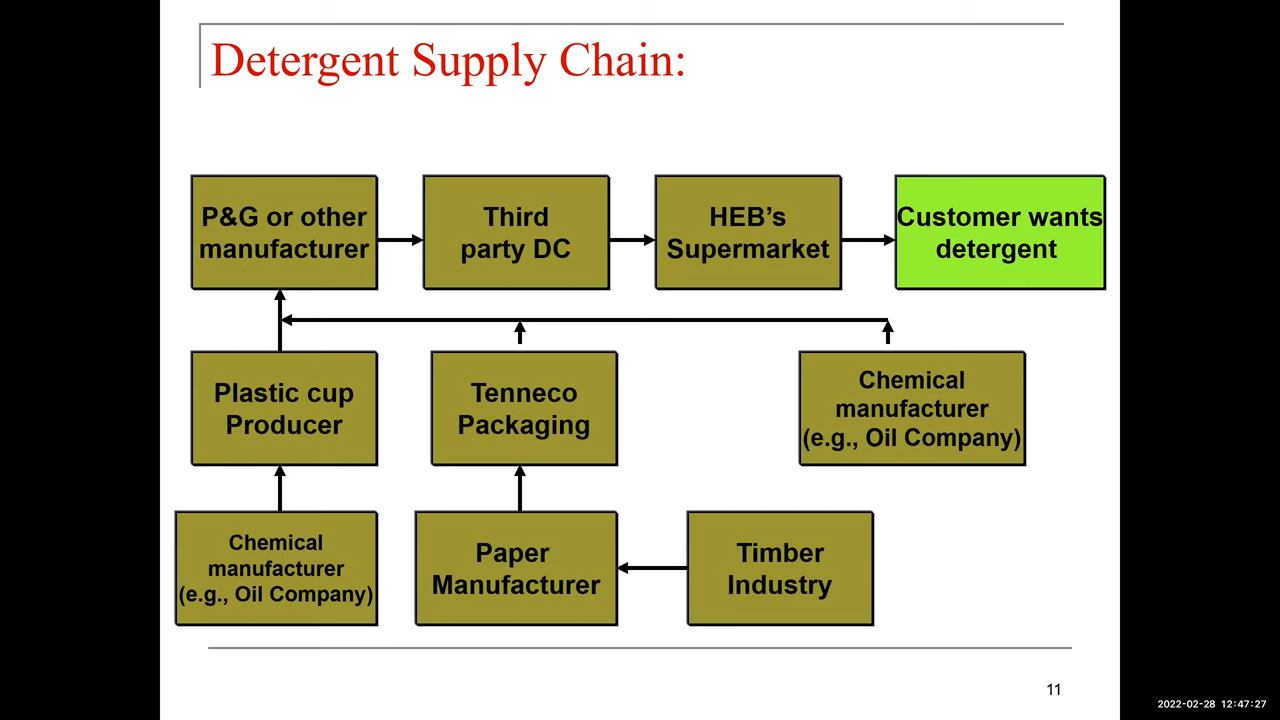 Detergent Supply Chain:
P&G or other
manufacturer
Third
party DC
HEB's
Supermarket
Customer wants
detergent
Plastic cup
Producer
Tenneco
Packaging
Chemical
manufacturer
(e.g., Oil Company)
Chemical
manufacturer
(e.g., Oil Company)
Paper
Manufacturer
Timber
Industry
11
2022-02-28 12:47:27